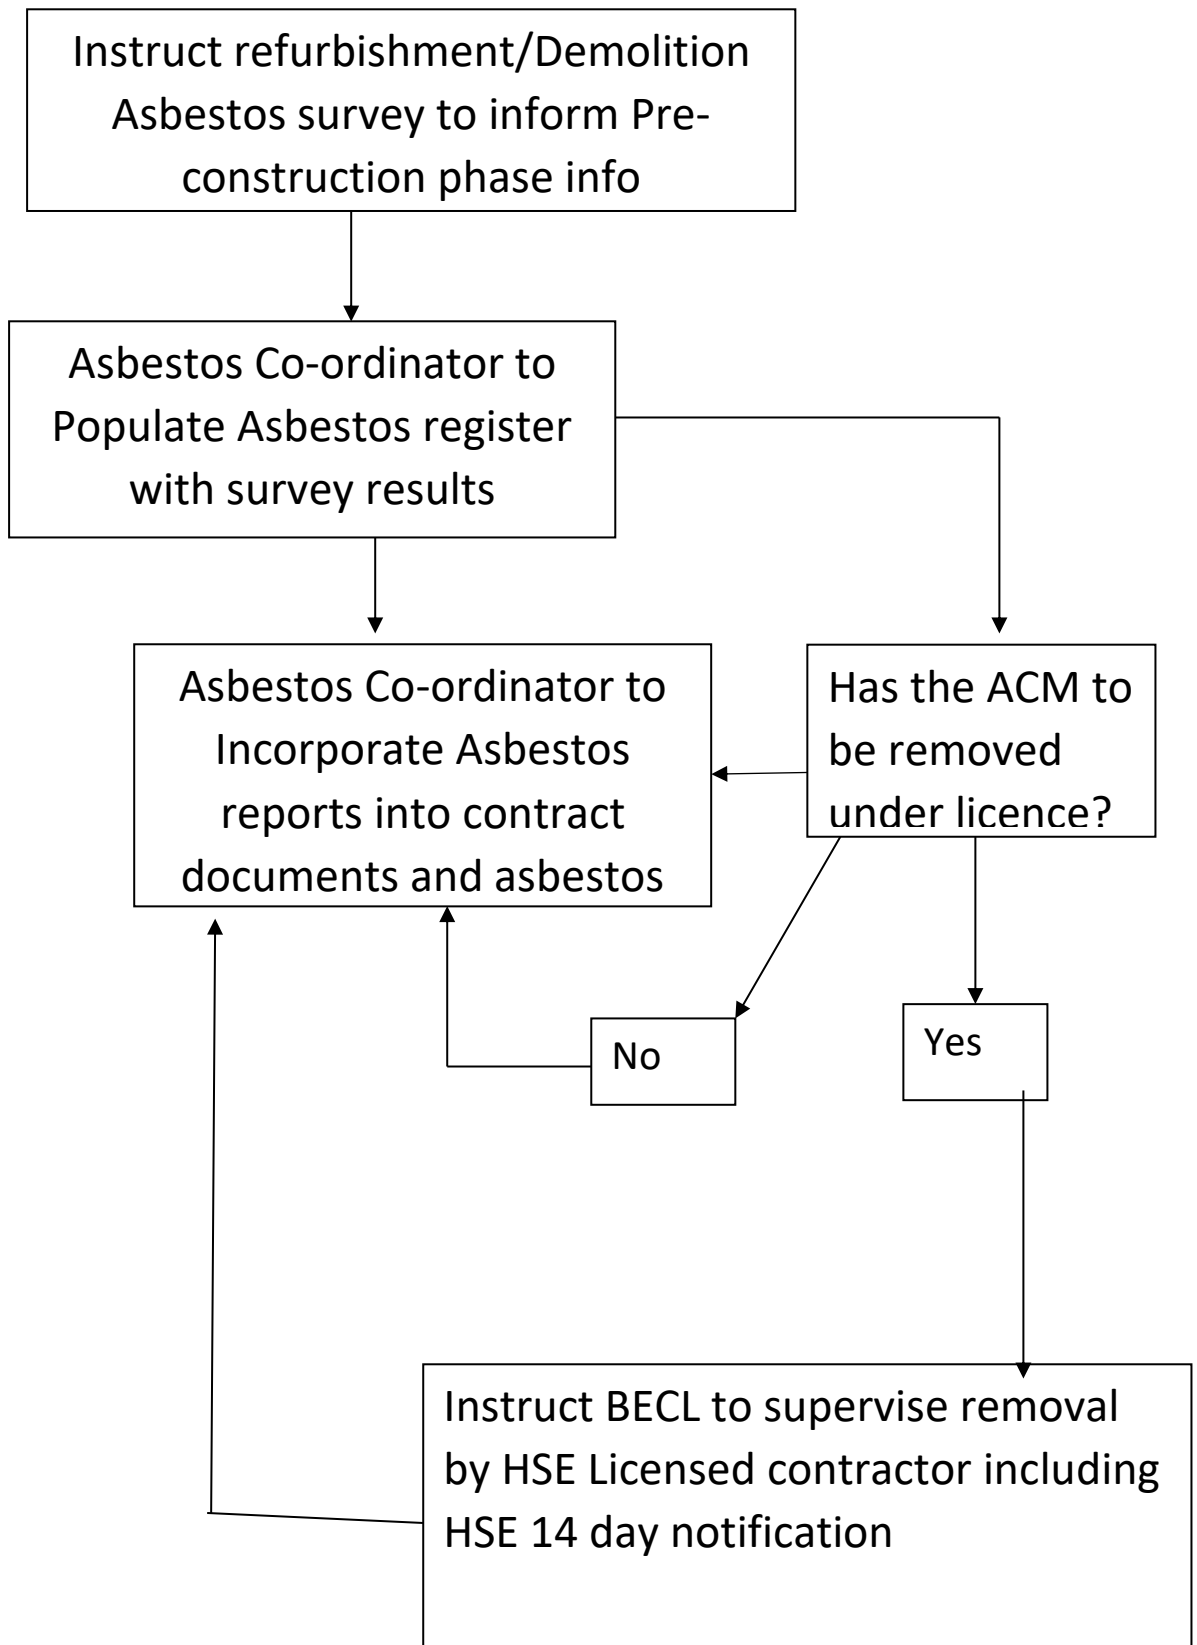 Instruct refurbishment/Demolition
Asbestos survey to inform Pre-
construction phase info
Asbestos Co-ordinator to
Populate Asbestos register
with survey results
Asbestos Co-ordinator to
Incorporate Asbestos
reports into contract
documents and asbestos
Has the ACM to
be removed
under licence?
No
Yes
Instruct BECL to supervise removal
by HSE Licensed contractor including
HSE 14 day notification